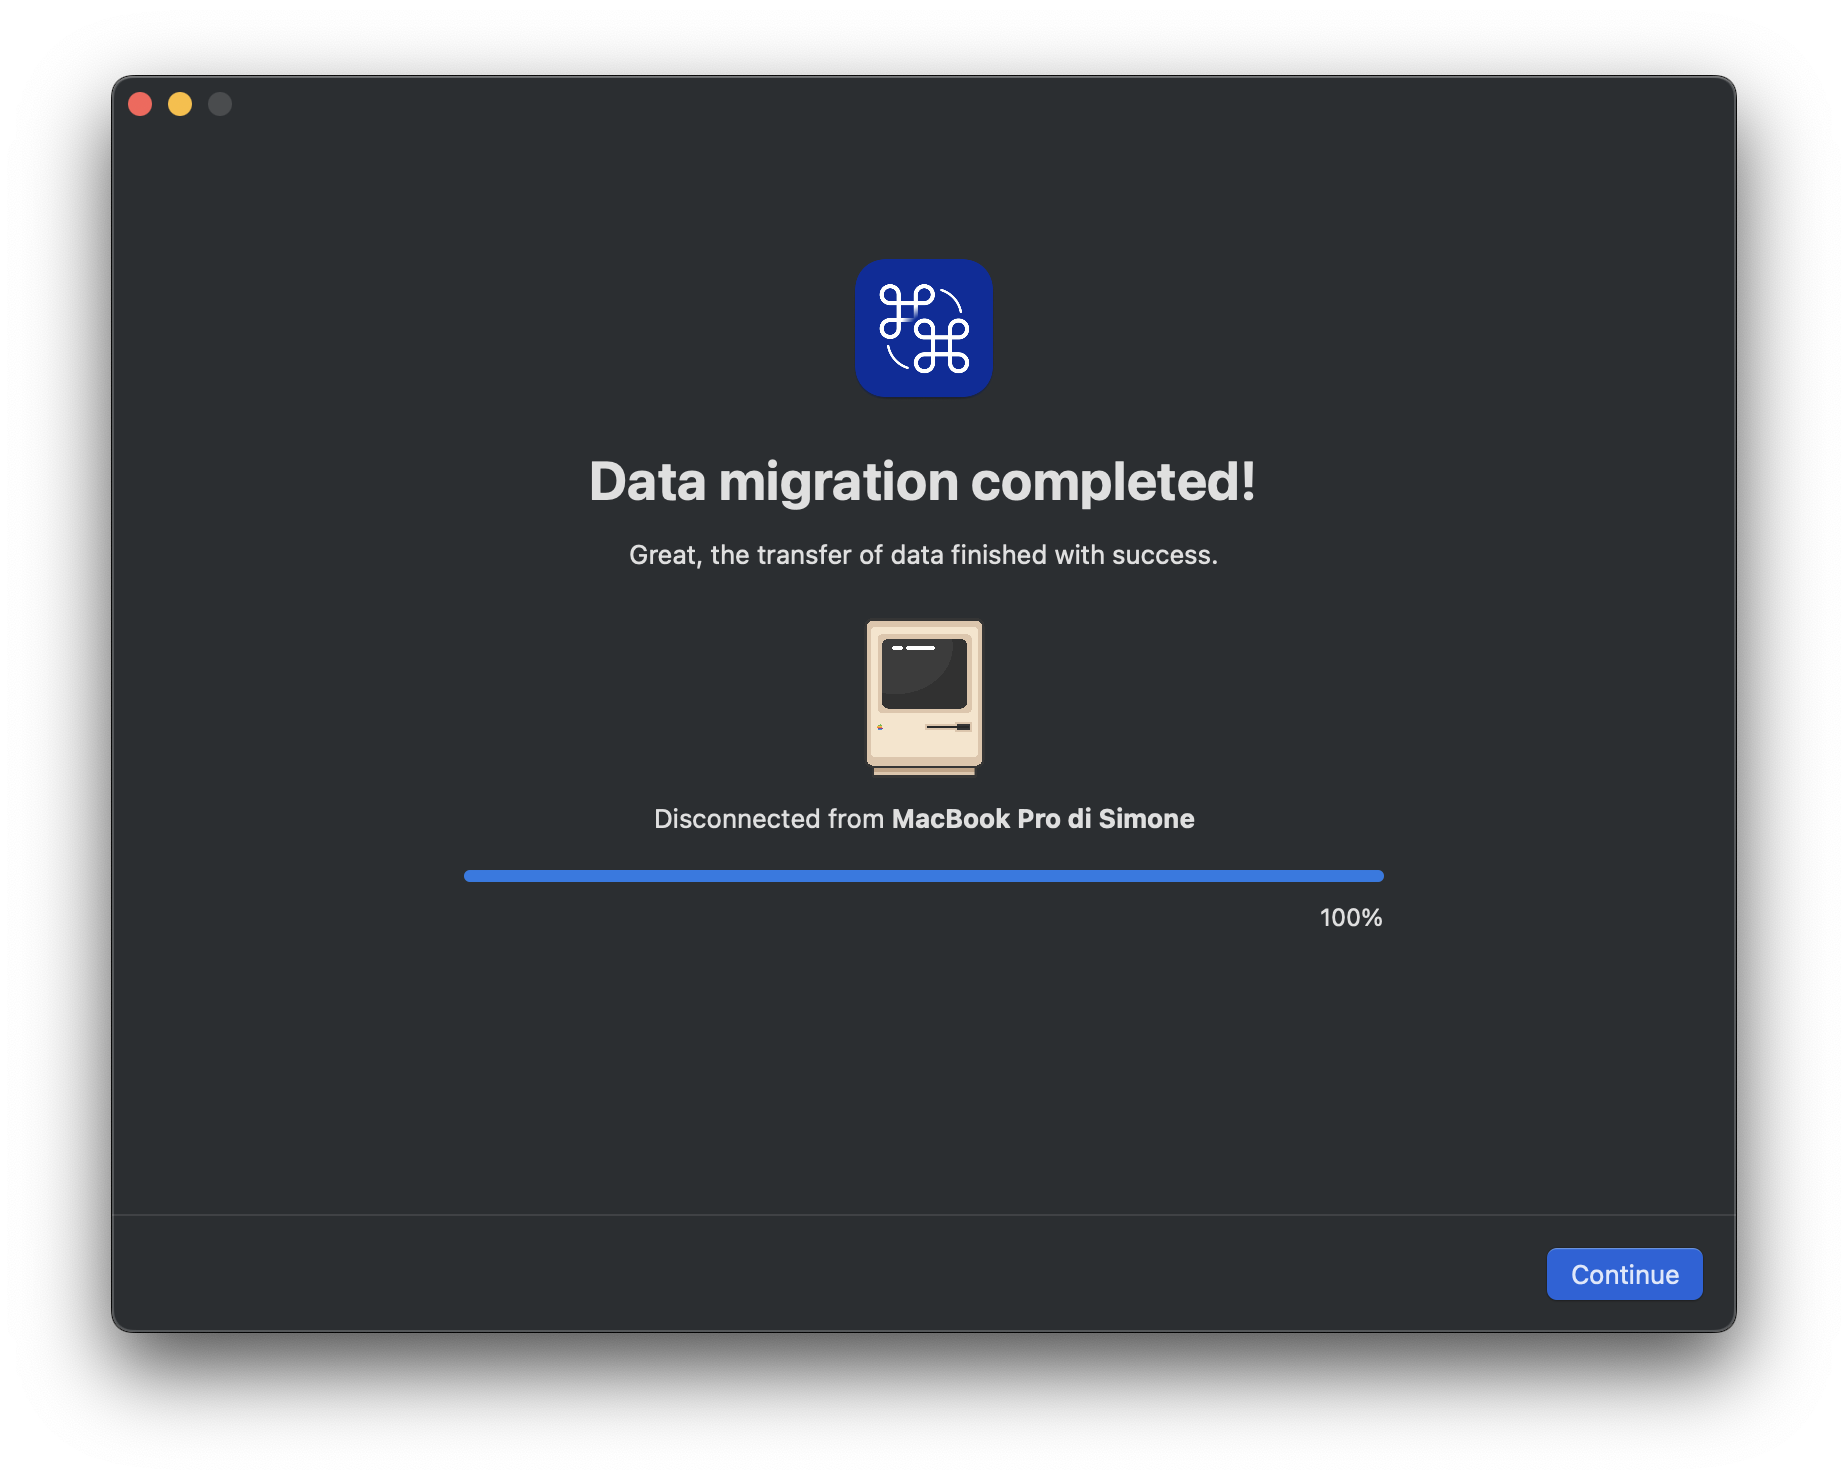 Data migration completed!
Great, the transfer of data finished with success.
Disconnected from MacBook Pro di Simone
100%
Continue